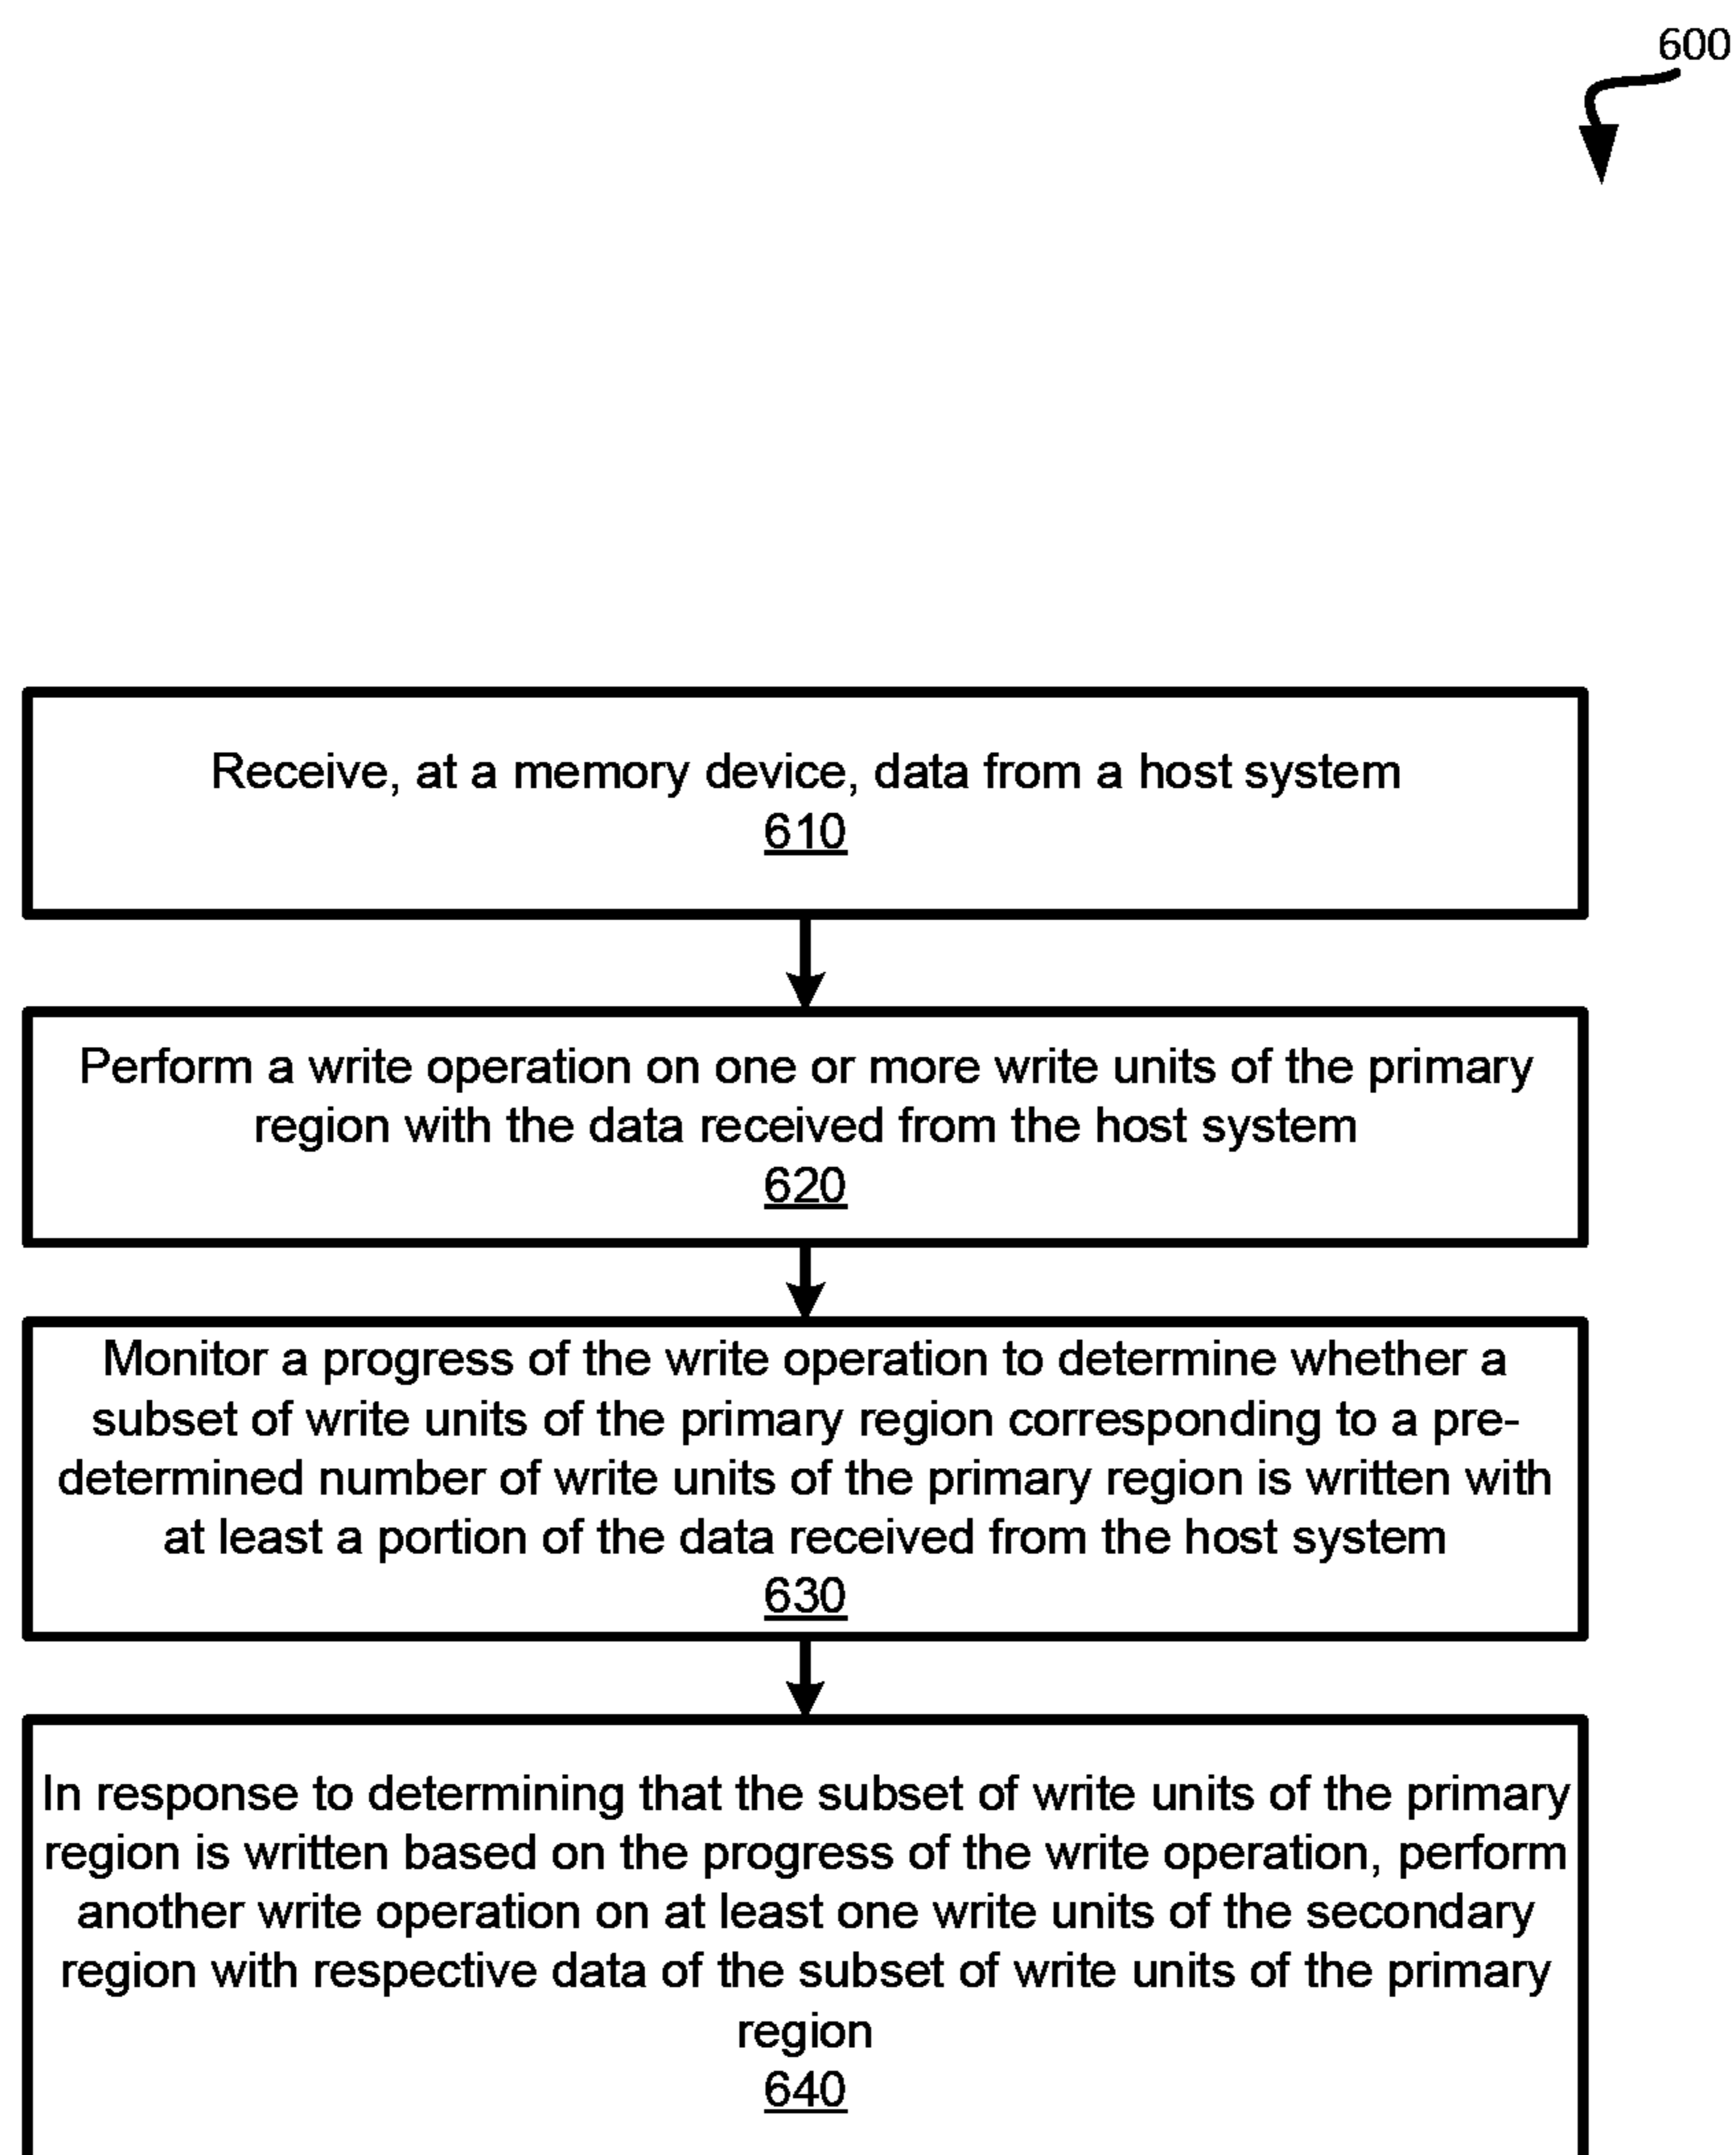 600
Receive, at a memory device, data from a host system
610
Perform a write operation on one or more write units of the primary
region with the data received from the host system
620
Monitor a progress of the write operation to determine whether a
subset of write units of the primary region corresponding to a pre-
determined number of write units of the primary region is written with
at least a portion of the data received from the host system
630
In response to determining that the subset of write units of the primary
region is written based on the progress of the write operation, perform
another write operation on at least one write units of the secondary
region with respective data of the subset of write units of the primary
region
640